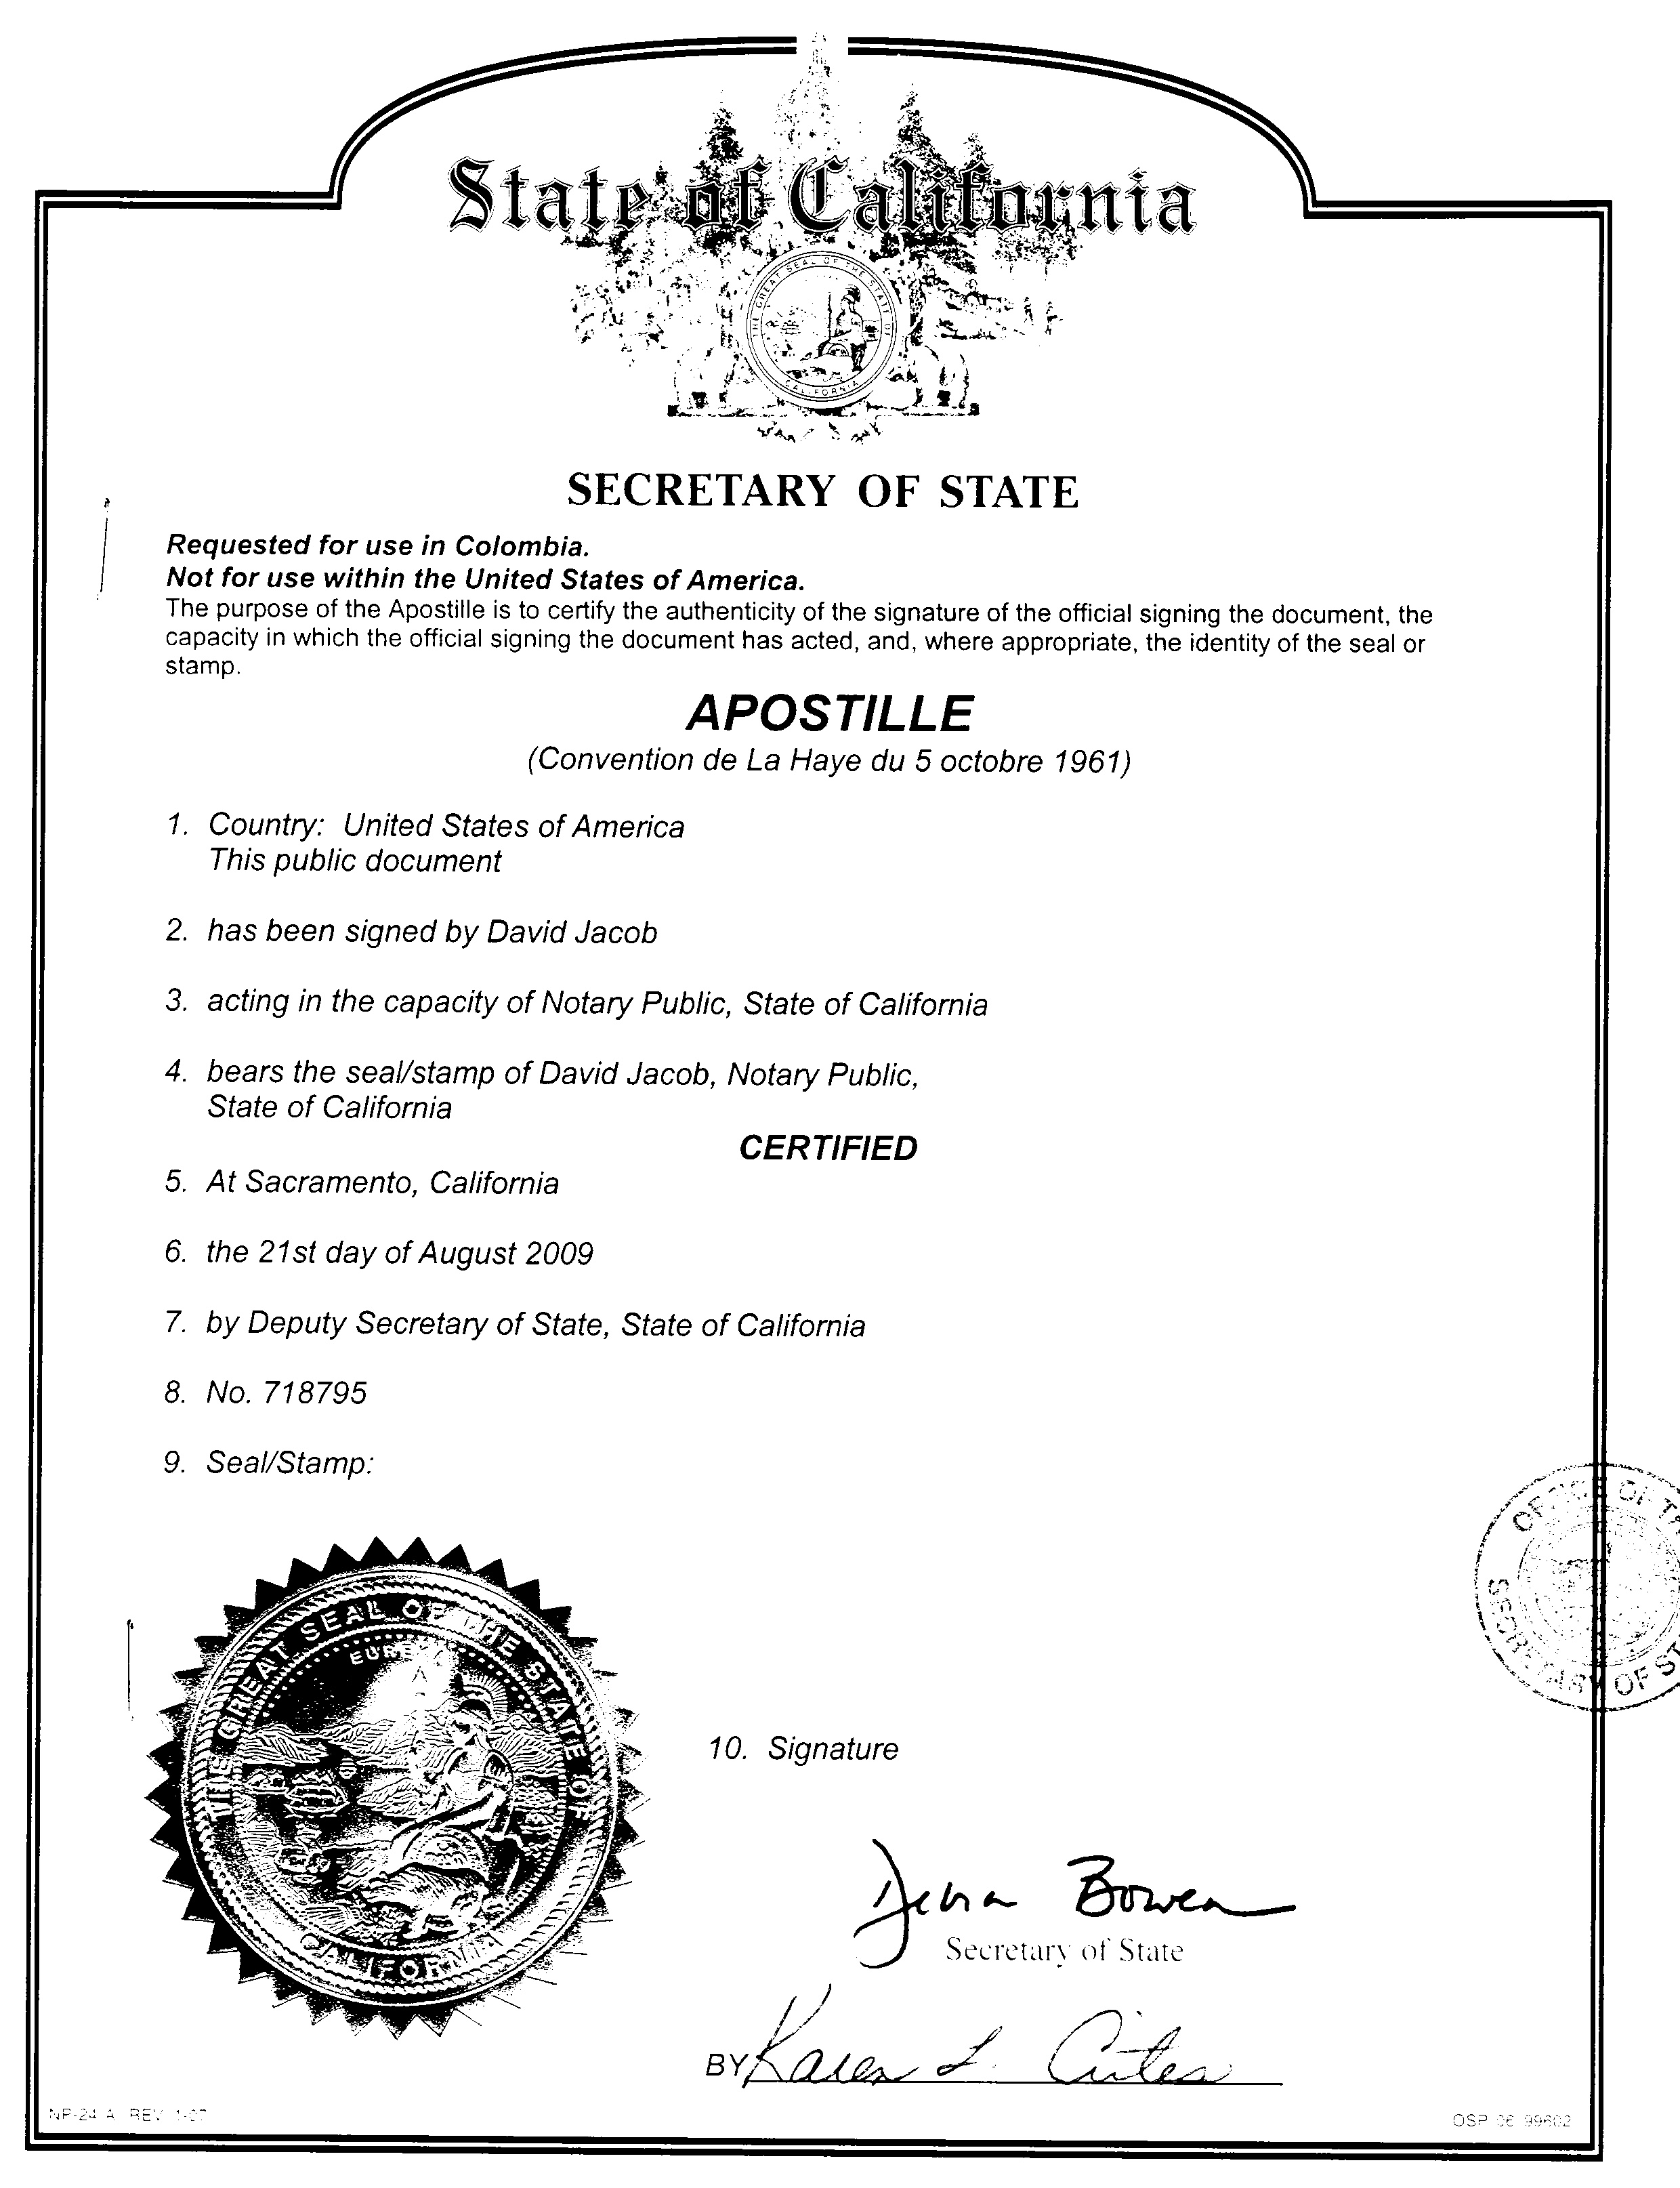 State of California
THE GREAT SEAL OF THE STATE OF
CALIFORNIA
SECRETARY OF STATE
Requested for use in Colombia.
Not for use within the United States of America.
The purpose of the Apostille is to certify the authenticity of the signature of the official signing the document, the
capacity in which the official signing the document has acted, and, where appropriate, the identity of the seal or
stamp.
APOSTILLE
(Convention de La Haye du 5 octobre 1961)
1. Country: United States of America
This public document
2. has been signed by David Jacob
3. acting in the capacity of Notary Public, State of California
4. bears the seal/stamp of David Jacob, Notary Public,
State of California
CERTIFIED
5. At Sacramento, California
6. the 21st day of August 2009
7. by Deputy Secretary of State, State of California
8. No. 718795
9. Seal/Stamp:
OFFICE OF
SECRETARY OF
THE GREAT SEAL OF THE STATE OF
CALIFORNIA
10. Signature
Debra Bowen
Secretary of State
BY Karen L.
NP-24 A REV 1-07
OSP 06 99602